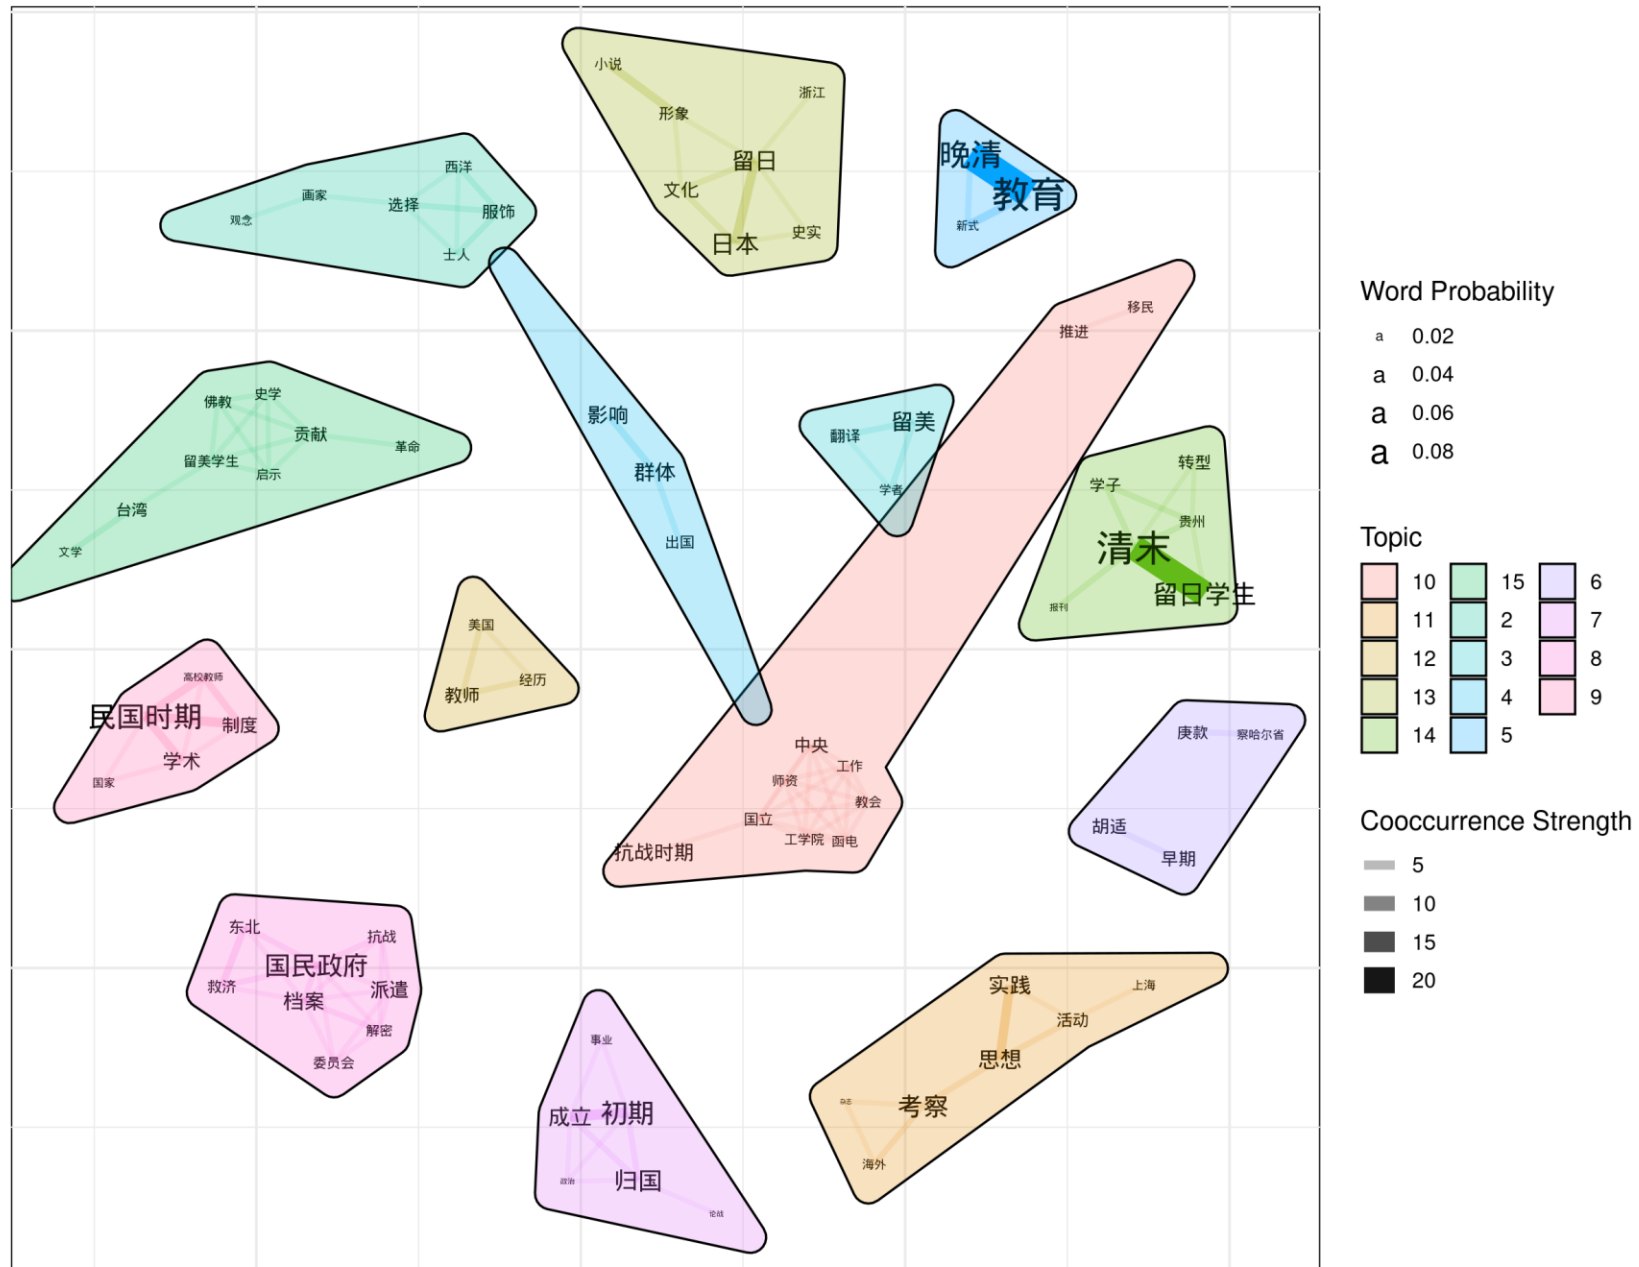 小说
浙江
形象
留日
文化
史实
日本
晚清
教育
新式
西洋
画家
选择
服饰
观念
士人
移民
推进
影响
群体
出国
留美
翻译
学者
史学
佛教
贡献
革命
留美学生
启示
台湾
文学
转型
学子
贵州
清末
留日学生
报刊
美国
经历
教师
高校教师
民国时期
制度
学术
国家
中央
工作
师资
教会
国立
工学院
函电
抗战时期
庚款
察哈尔省
胡适
早期
东北
抗战
国民政府
救济
档案
派遣
解密
委员会
事业
成立
初期
政治
归国
论战
实践
上海
活动
思想
杂志
考察
海外
Word Probability
a 0.02
a 0.04
a 0.06
a 0.08
Topic
10 15 6
11 2 7
12 3 8
13 4 9
14 5
Cooccurrence Strength
5
10
15
20